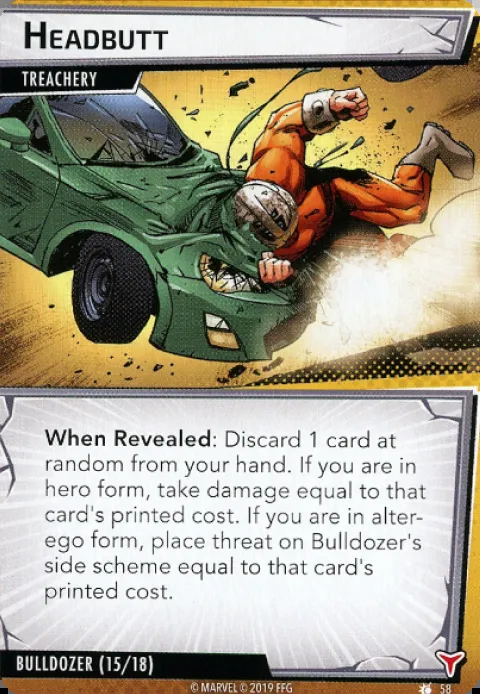 HEADBUTT
TREACHERY
When Revealed: Discard 1 card at
random from your hand. If you are in
hero form, take damage equal to that
card's printed cost. If you are in alter-
ego form, place threat on Bulldozer's
side scheme equal to that card's
printed cost.
BULLDOZER (15/18)
© MARVEL © 2019 FFG
58